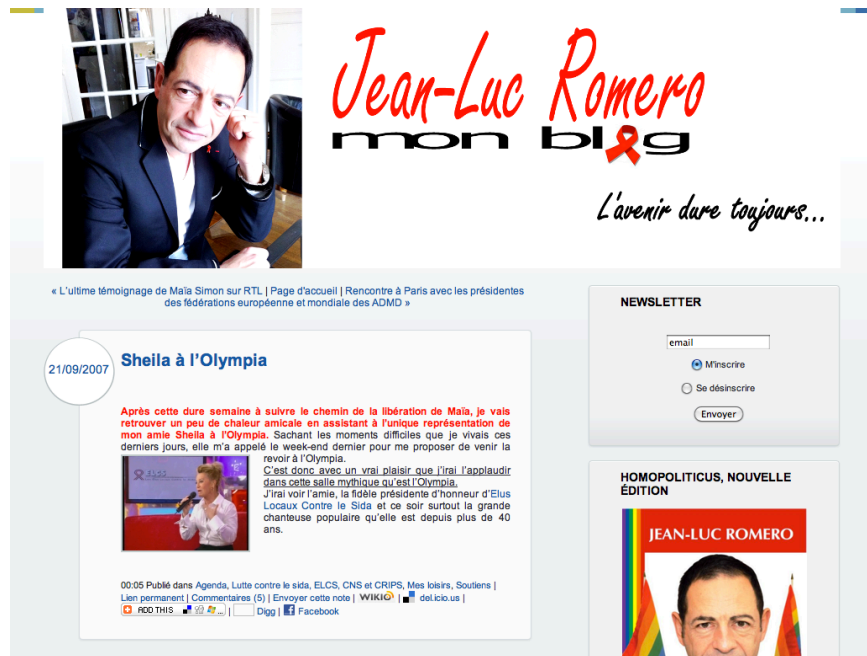 Jean-Luc Romero
mon blog
L'avenir dure toujours...
« L'ultime témoignage de Maïa Simon sur RTL | Page d'accueil | Rencontre à Paris avec les présidentes
des fédérations européenne et mondiale des ADMD »
21/09/2007
Sheila à l'Olympia
Après cette dure semaine à suivre le chemin de la libération de Maïa, je vais
retrouver un peu de chaleur amicale en assistant à l'unique représentation de
mon amie Sheila à l'Olympia. Sachant les moments difficiles que je vivais ces
derniers jours, elle m'a appelé le week-end dernier pour me proposer de venir la
revoir à l'Olympia.
C'est donc avec un vrai plaisir que j'irai l'applaudir
dans cette salle mythique qu'est l'Olympia.
J'irai voir l'amie, la fidèle présidente d'honneur d'Elus
Locaux Contre le Sida et ce soir surtout la grande
chanteuse populaire qu'elle est depuis plus de 40
ans.
ELCS
00:05 Publié dans Agenda, Lutte contre le sida, ELCS, CNS et CRIPS, Mes loisirs, Soutiens |
Lien permanent | Commentaires (5) | Envoyer cette note | WIKIO | del.icio.us |
ADD THIS ... | Digg | Facebook
NEWSLETTER
email
M'inscrire
Se désinscrire
Envoyer
HOMOPOLITICUS, NOUVELLE
ÉDITION
JEAN-LUC ROMERO